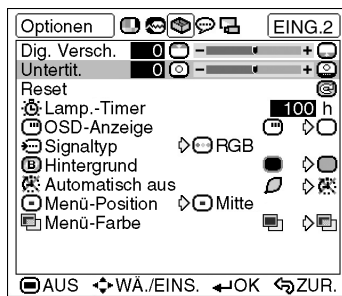 Optionen EING.2
Dig. Versch. 0 - +
Untertit. 0 - +
Reset
Lamp.-Timer 100 h
OSD-Anzeige
Signaltyp RGB
B Hintergrund
Automatisch aus
Menü-Position Mitte
Menü-Farbe
AUS WÄ./EINS. OK ZUR.